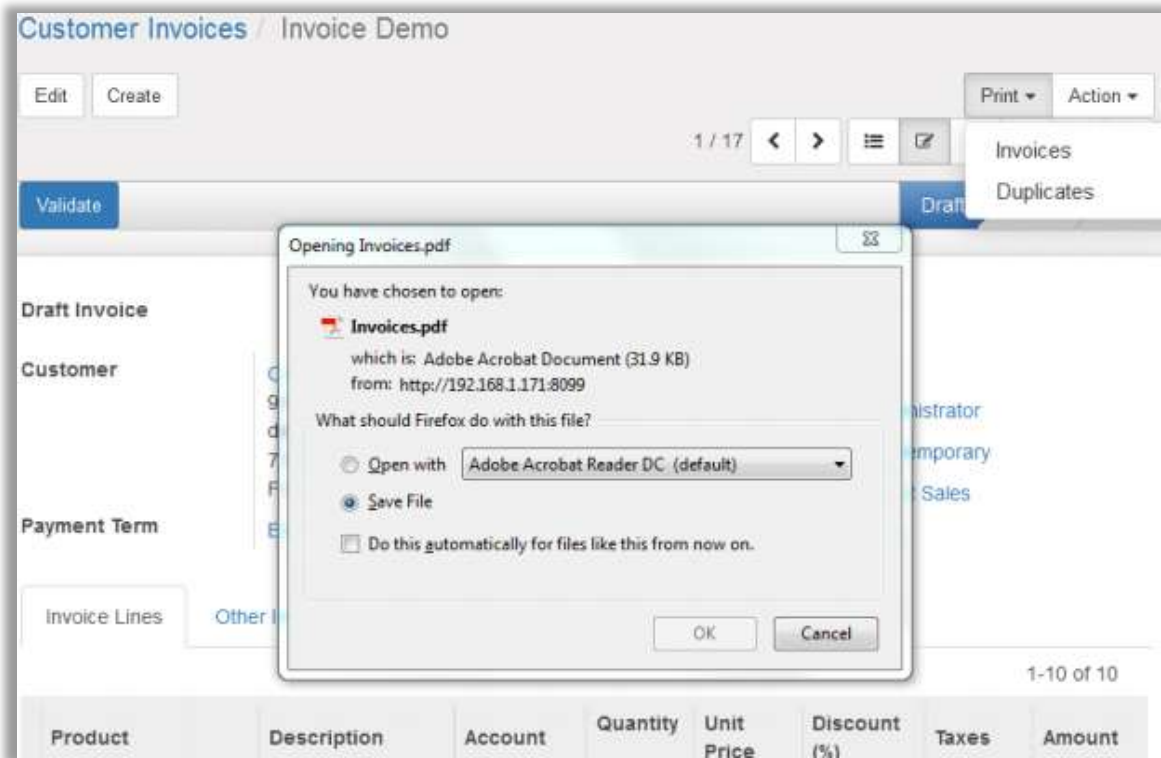 Customer Invoices / Invoice Demo
Edit Create Print Action
1 / 17
Invoices
Duplicates
Validate Draft
Opening Invoices.pdf
You have chosen to open:
Invoices.pdf
which is: Adobe Acrobat Document (31.9 KB)
from: http://192.168.1.171:8099
What should Firefox do with this file?
Open with Adobe Acrobat Reader DC (default)
Save File
Do this automatically for files like this from now on.
OK Cancel
Draft Invoice
Customer
Payment Term
Sales
Invoice Lines Other
1-10 of 10
Product Description Account Quantity Unit Price Discount (%) Taxes Amount